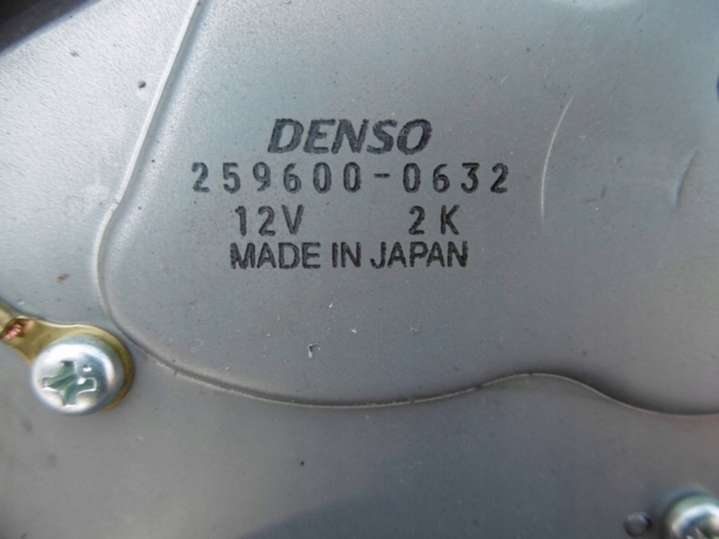 DENSO
259600-0632
12V 2K
MADE IN JAPAN